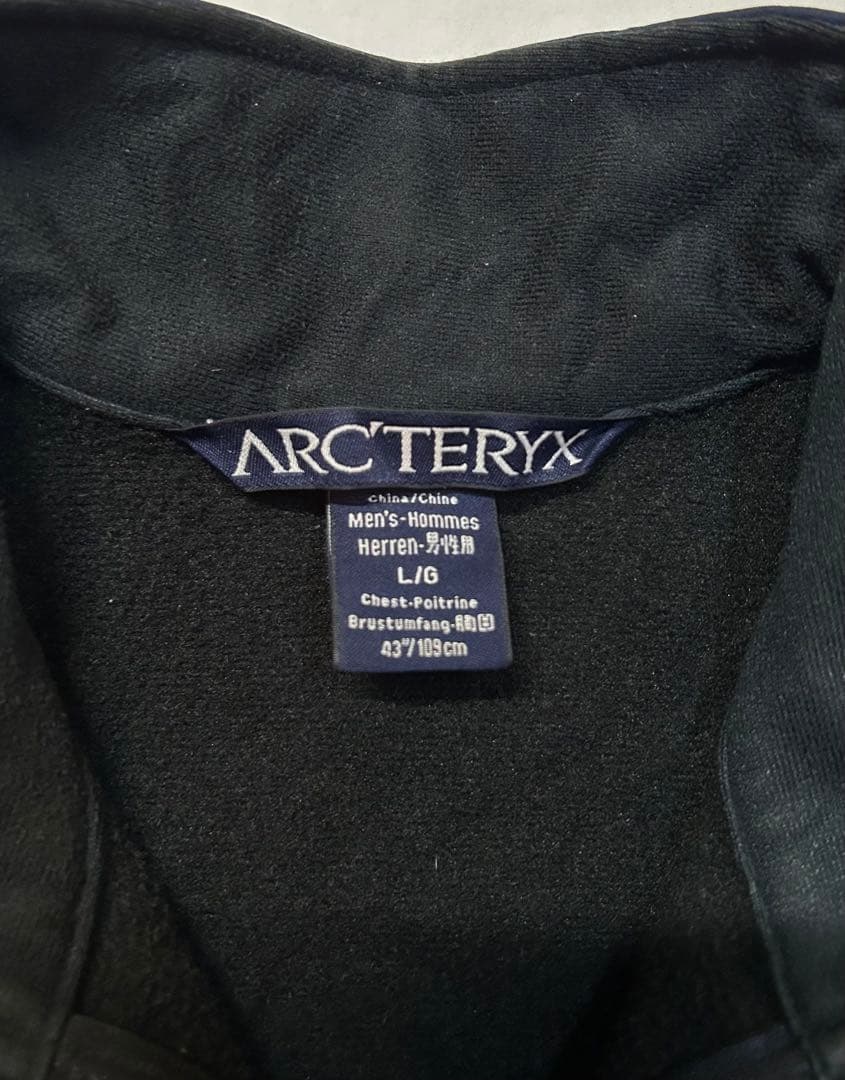 ARC'TERYX
China/Chine
Men's-Hommes
Herren-男性用
L/G
Chest-Poitrine
Brustumfang-胸囲
43"/109cm